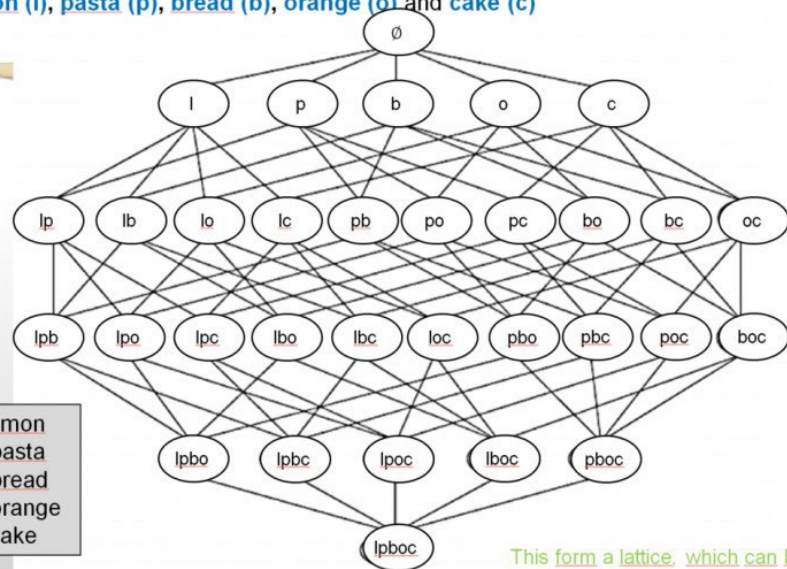 on (l), pasta (p), bread (b), orange (o) and cake (c)
∅
l p b o c
lp lb lo lc pb po pc bo bc oc
lpb lpo lpc lbo lbc loc pbo pbc poc boc
lpbo lpbc lpoc lboc pboc
lpboc
mon
pasta
bread
orange
ake
This form a lattice, which can